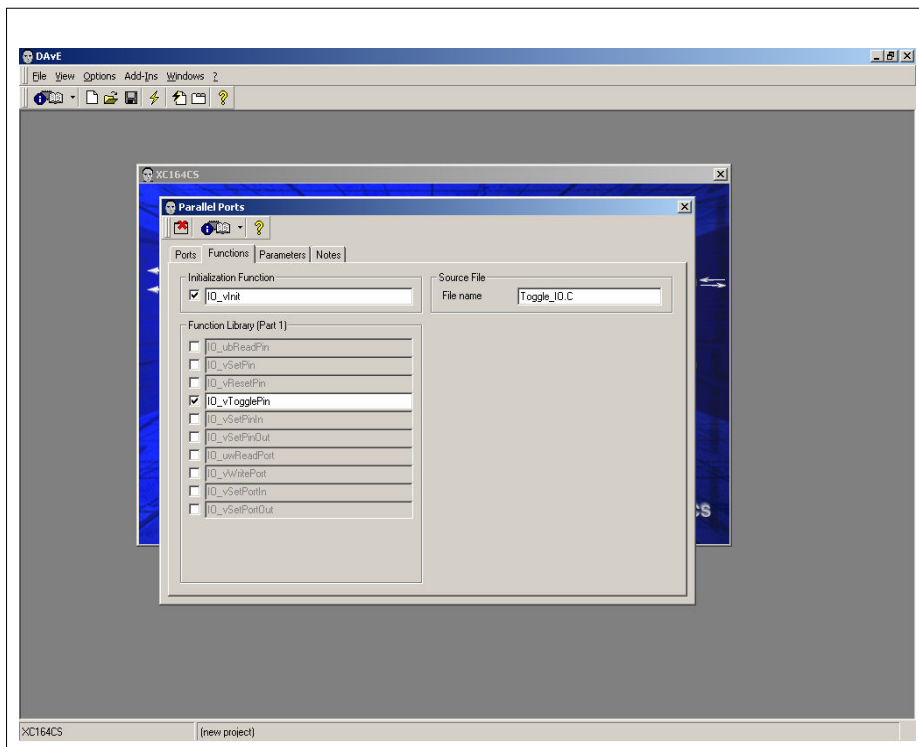 DAvE
File View Options Add-Ins Windows ?
XC164CS
Parallel Ports
Ports Functions Parameters Notes
Initialization Function
IO_vInit
Source File
File name Toggle_IO.C
Function Library (Part 1)
IO_ubReadPin
IO_vSetPin
IO_vResetPin
IO_vTogglePin
IO_vSetPinIn
IO_vSetPinOut
IO_uwReadPort
IO_vWritePort
IO_vSetPortIn
IO_vSetPortOut
CS
XC164CS (new project)